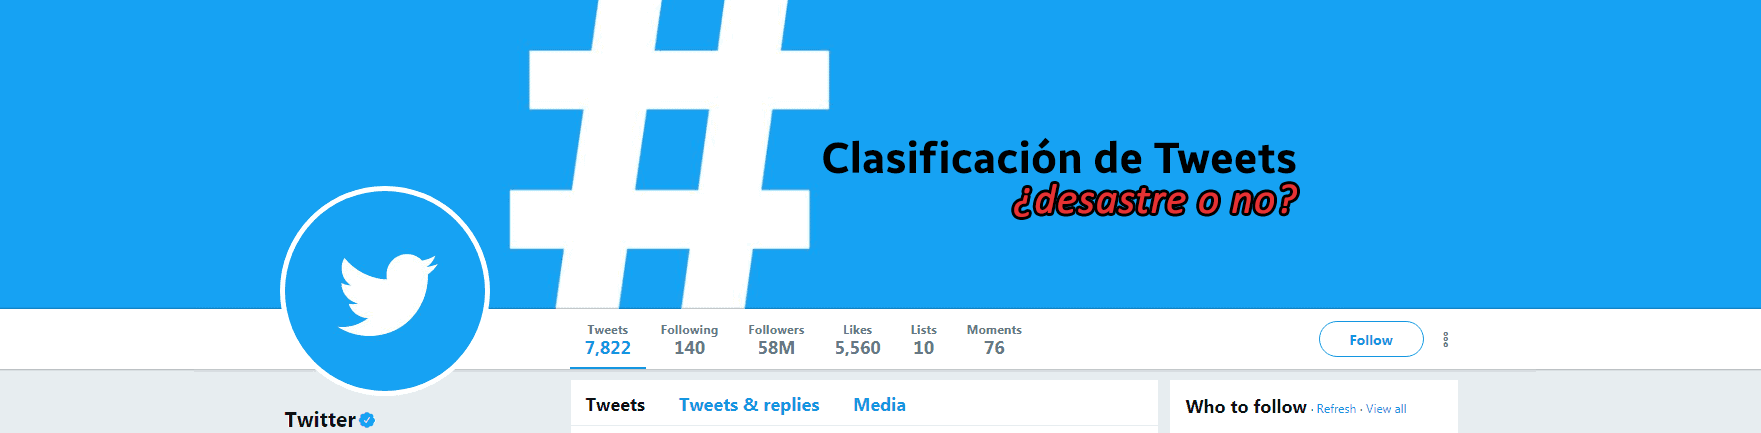 Clasificación de Tweets
¿desastre o no?
Tweets Following Followers Likes Lists Moments
7,822 140 58M 5,560 10 76
Follow
Tweets Tweets & replies Media
Who to follow · Refresh · View all
Twitter